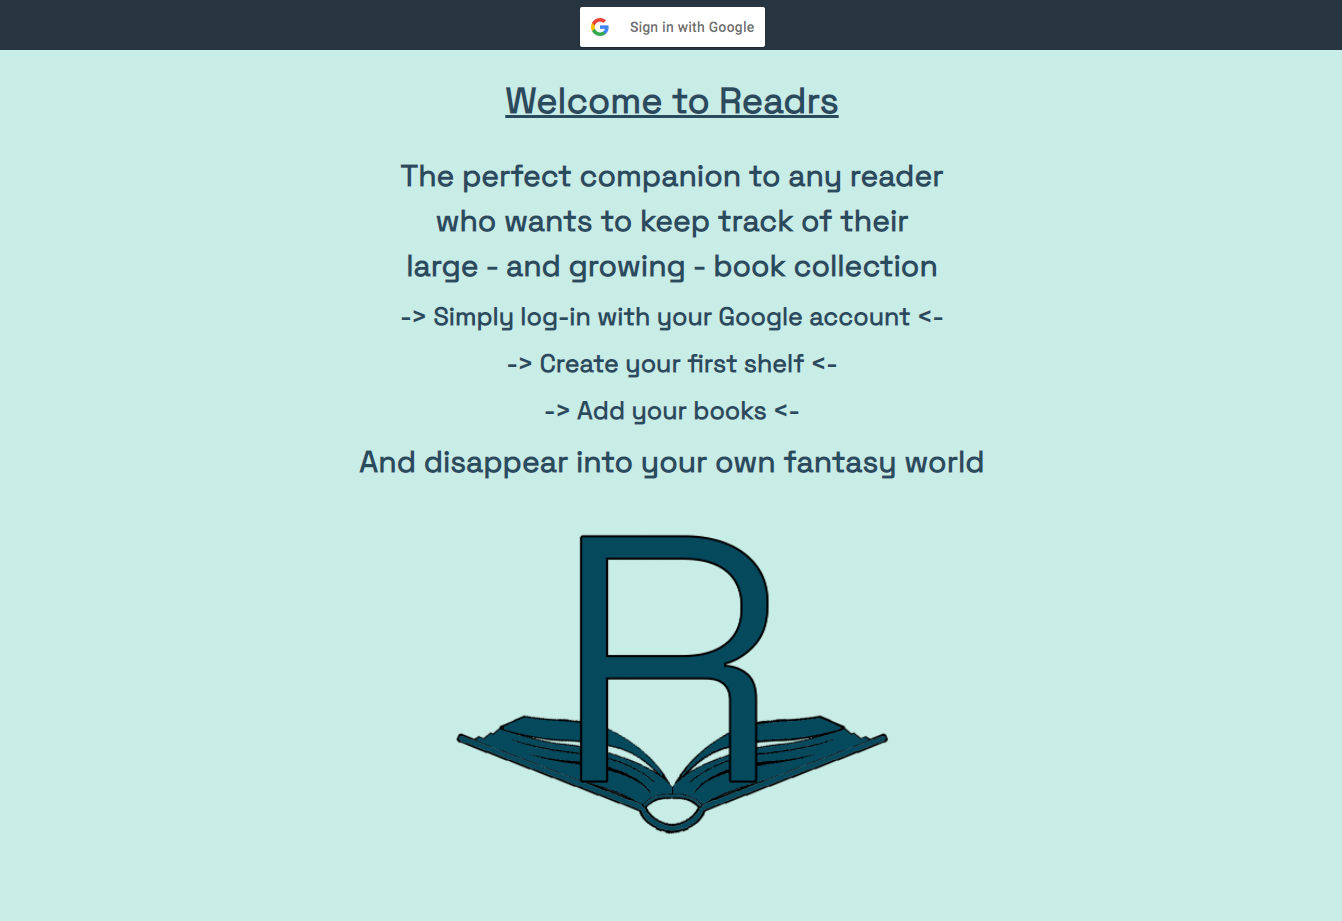 Sign in with Google
Welcome to Readrs
The perfect companion to any reader
who wants to keep track of their
large - and growing - book collection
-> Simply log-in with your Google account <-
-> Create your first shelf <-
-> Add your books <-
And disappear into your own fantasy world
R